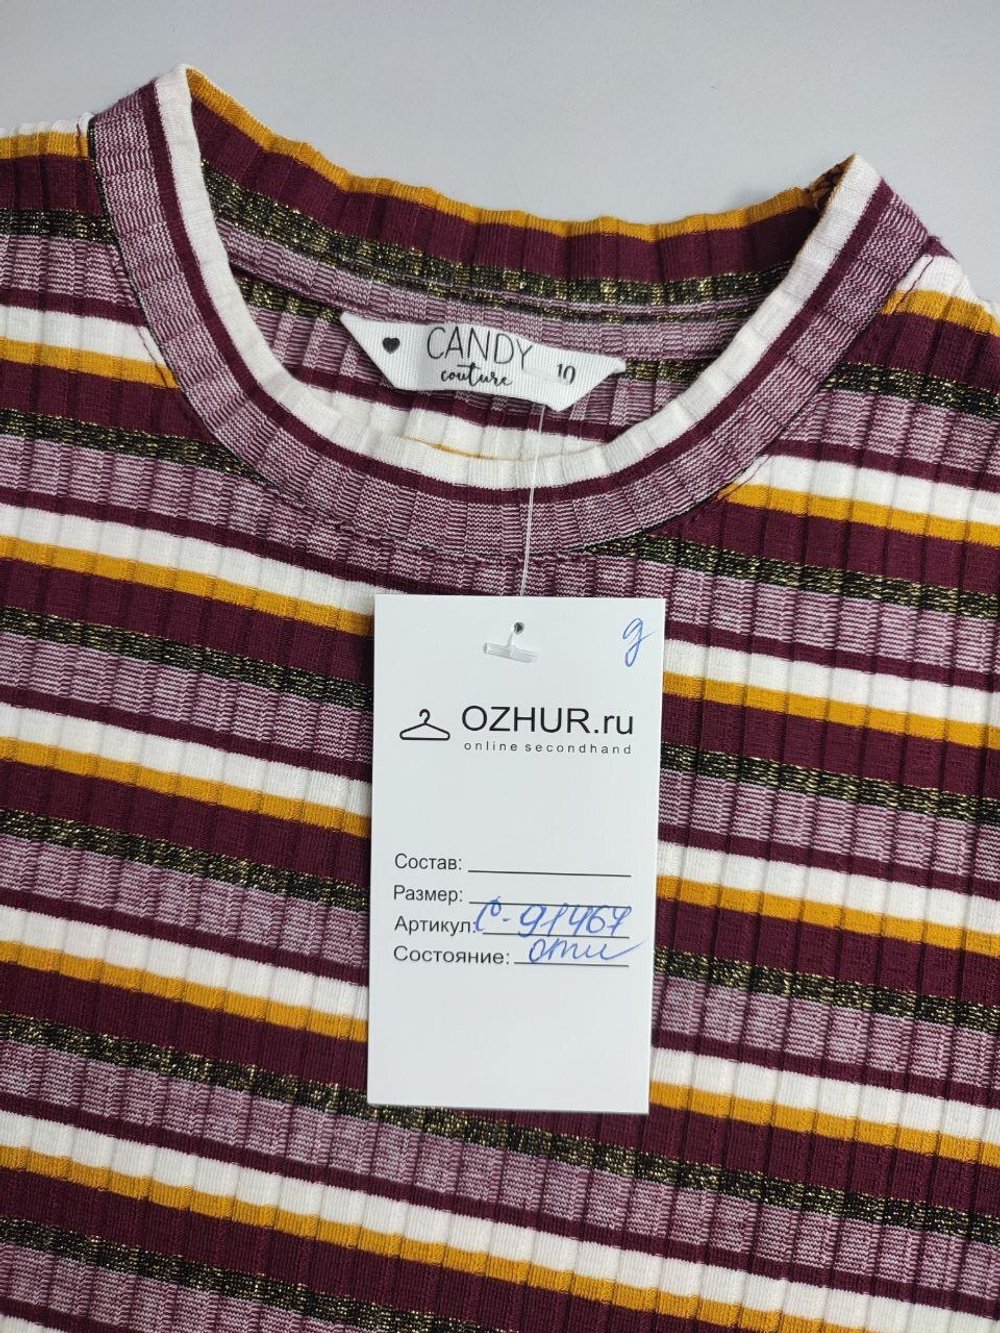 CANDY
couture
10
д
OZHUR.ru
online secondhand
Состав:
Размер:
Артикул: С-91467
Состояние: отл